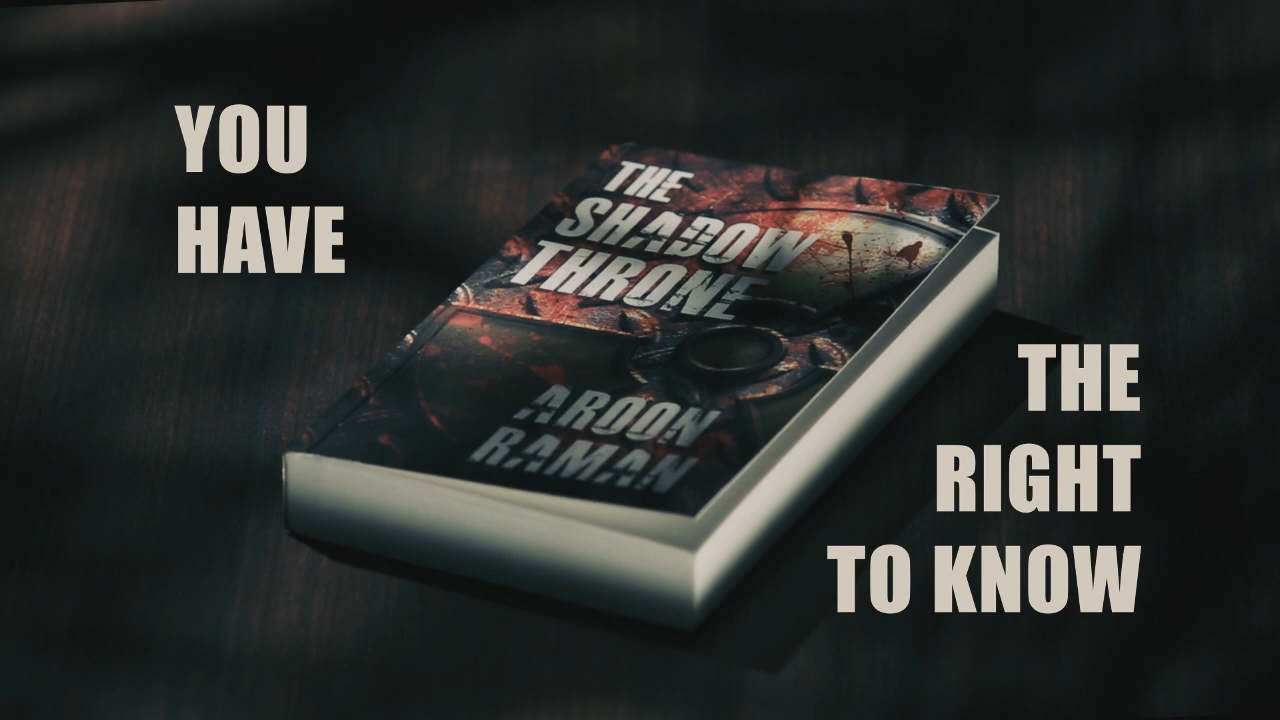 YOU
HAVE
THE
SHADOW
THRONE
AROON
RAMAN
THE
RIGHT
TO KNOW